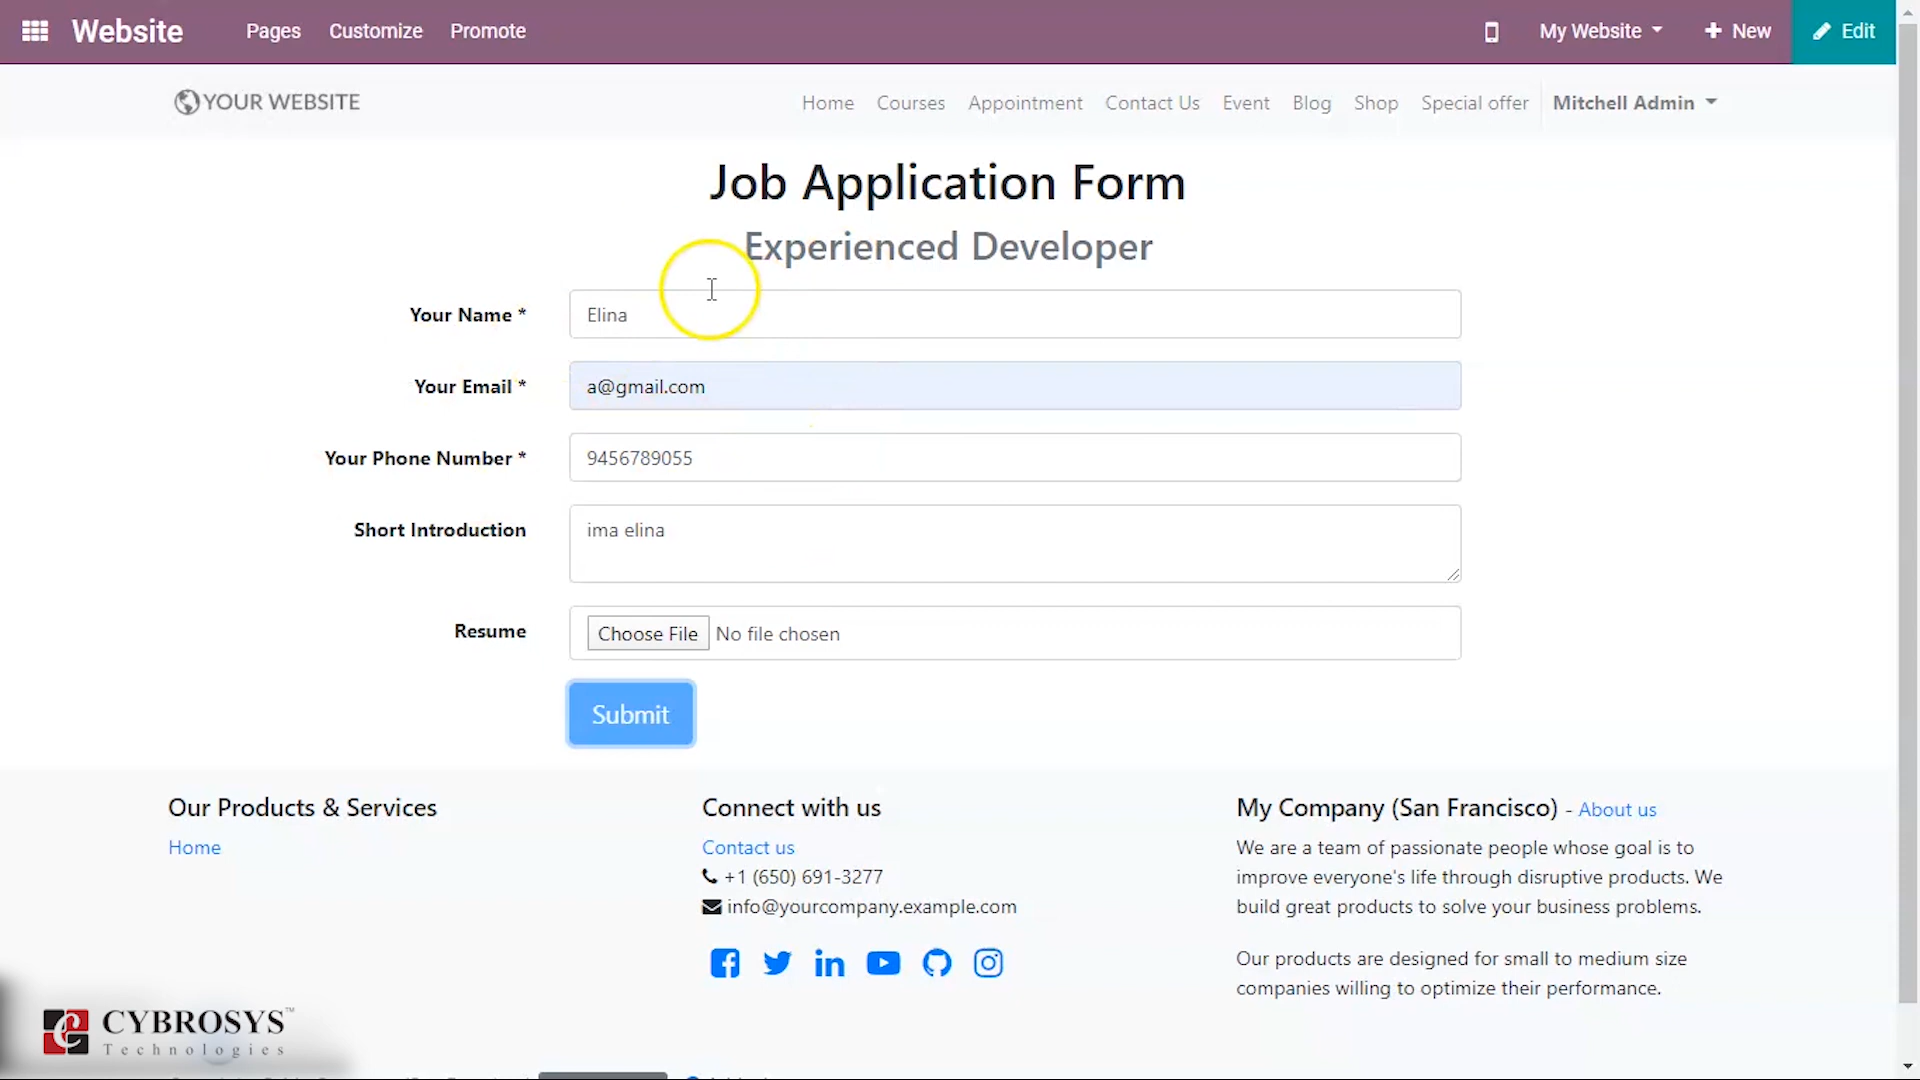 Website Pages Customize Promote My Website New Edit
YOUR WEBSITE Home Courses Appointment Contact Us Event Blog Shop Special offer Mitchell Admin
Job Application Form
Experienced Developer
Your Name * Elina
Your Email * a@gmail.com
Your Phone Number * 9456789055
Short Introduction ima elina
Resume Choose File No file chosen
Submit
Our Products & Services
Home
Connect with us
Contact us
+1 (650) 691-3277
info@yourcompany.example.com
My Company (San Francisco) - About us
We are a team of passionate people whose goal is to
improve everyone's life through disruptive products. We
build great products to solve your business problems.
Our products are designed for small to medium size
companies willing to optimize their performance.
CYBROSYS™
Technologies